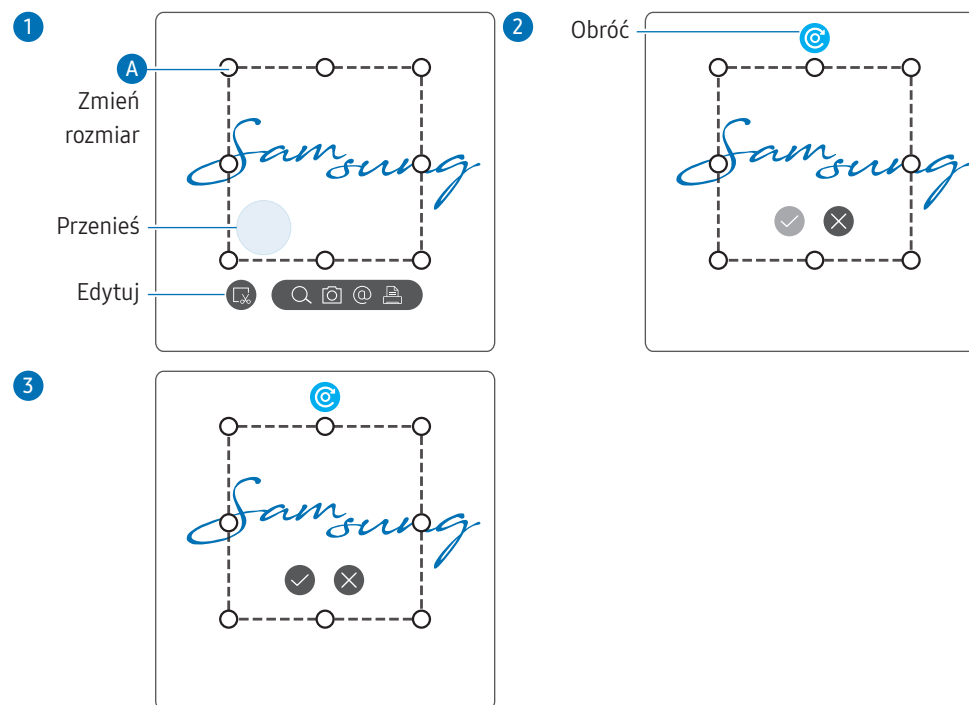 1
A
Zmień
rozmiar
Samsung
Przenieś
Edytuj
@
2
Obróć
Samsung
3
Samsung